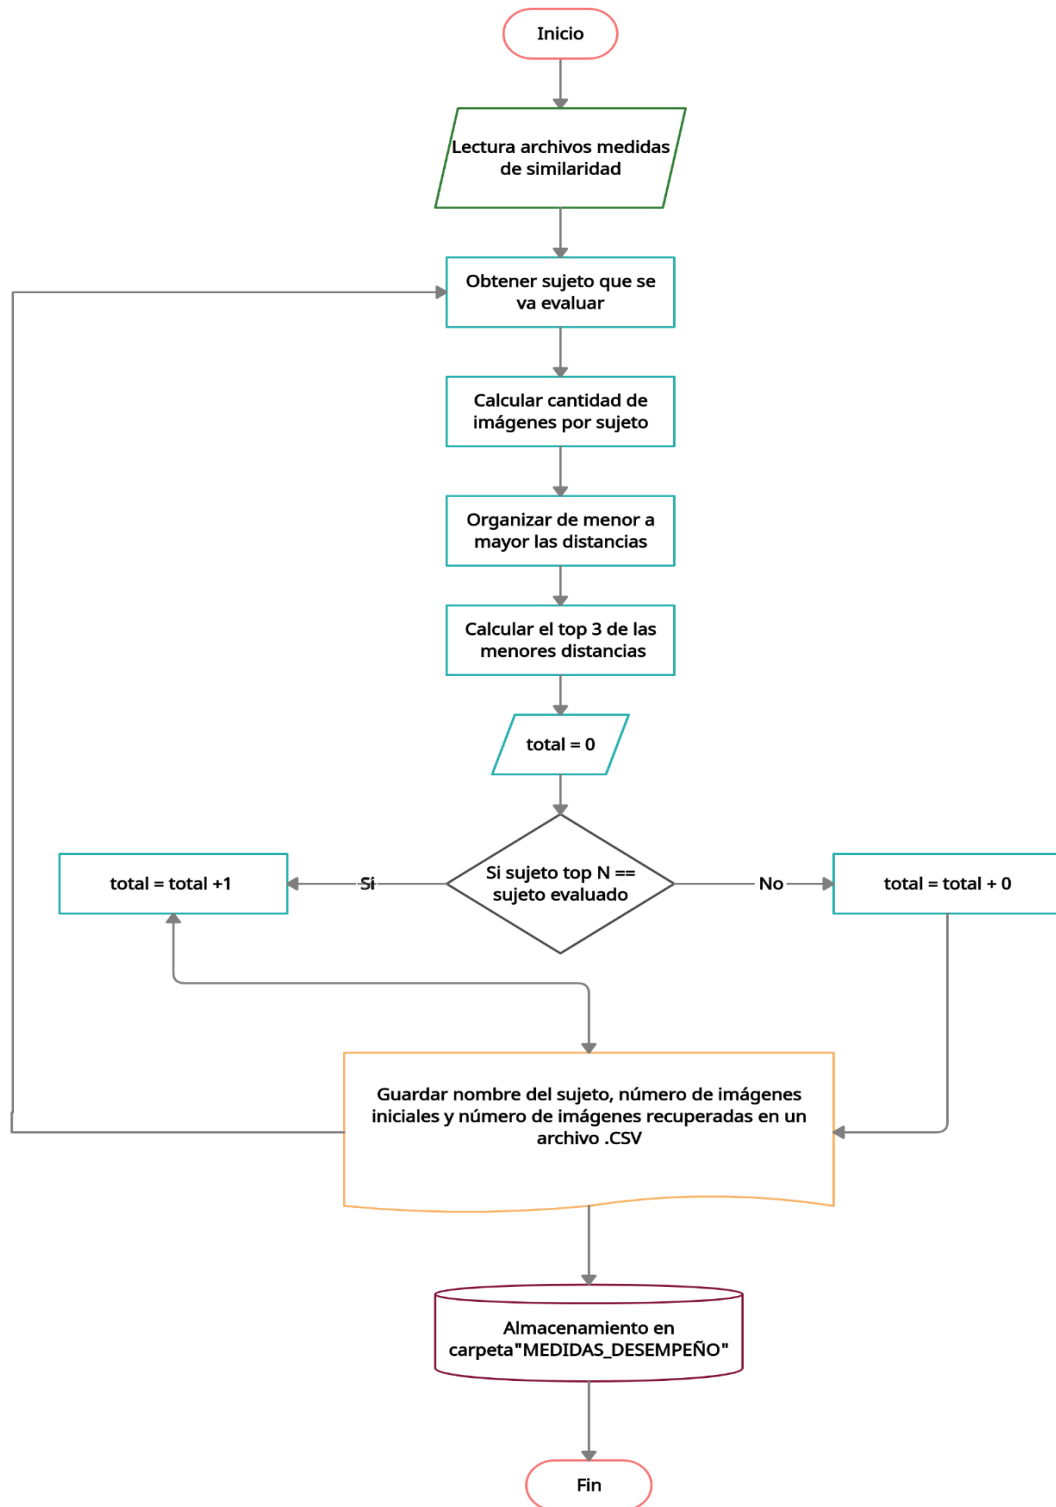 Inicio
Lectura archivos medidas
de similaridad
Obtener sujeto que se
va evaluar
Calcular cantidad de
imágenes por sujeto
Organizar de menor a
mayor las distancias
Calcular el top 3 de las
menores distancias
total = 0
Si sujeto top N ==
sujeto evaluado
Si
No
total = total +1
total = total + 0
Guardar nombre del sujeto, número de imágenes
iniciales y número de imágenes recuperadas en un
archivo .CSV
Almacenamiento en
carpeta"MEDIDAS_DESEMPEÑO"
Fin